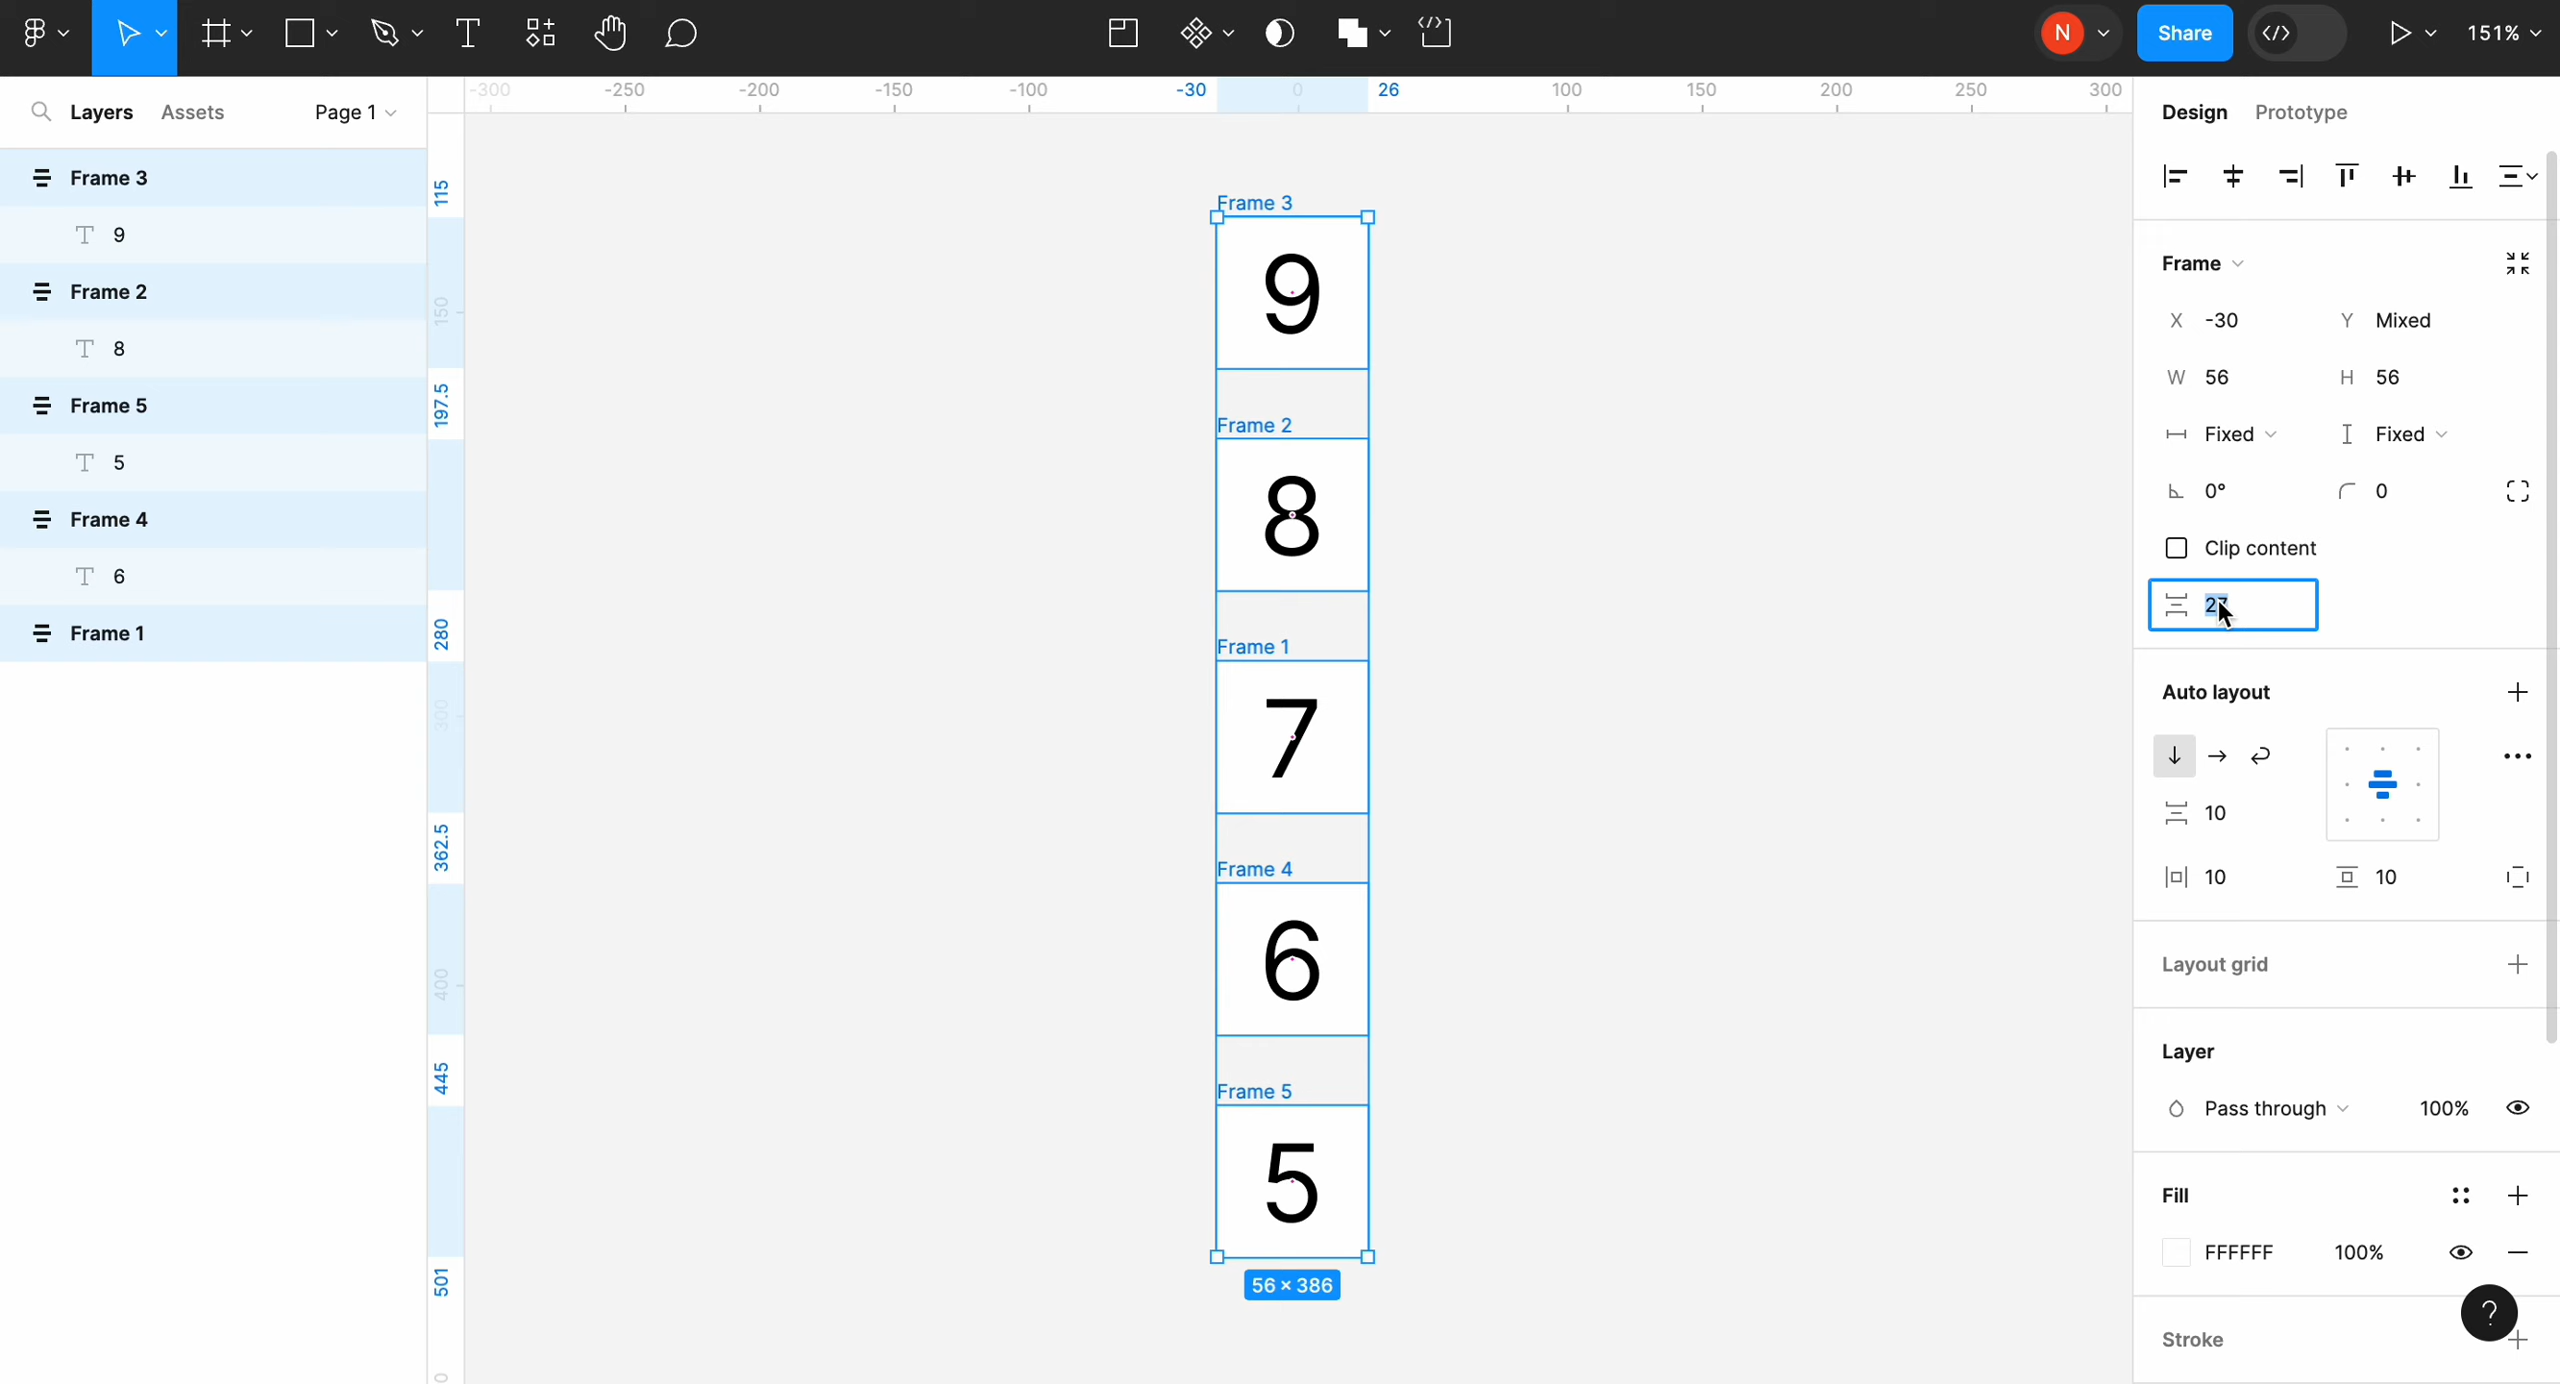 N
Share
151%
Layers Assets Page 1
Frame 3
9
Frame 2
8
Frame 5
5
Frame 4
6
Frame 1
-300 -250 -200 -150 -100 -30 0 26 100 150 200 250 300
115
150
197.5
280
300
362.5
400
445
501
Frame 3
9
Frame 2
8
Frame 1
7
Frame 4
6
Frame 5
5
56 × 386
Design Prototype
Frame
X -30 Y Mixed
W 56 H 56
Fixed Fixed
0° 0
Clip content
27
Auto layout
10
10 10
Layout grid
Layer
Pass through 100%
Fill
FFFFFF 100%
?
Stroke